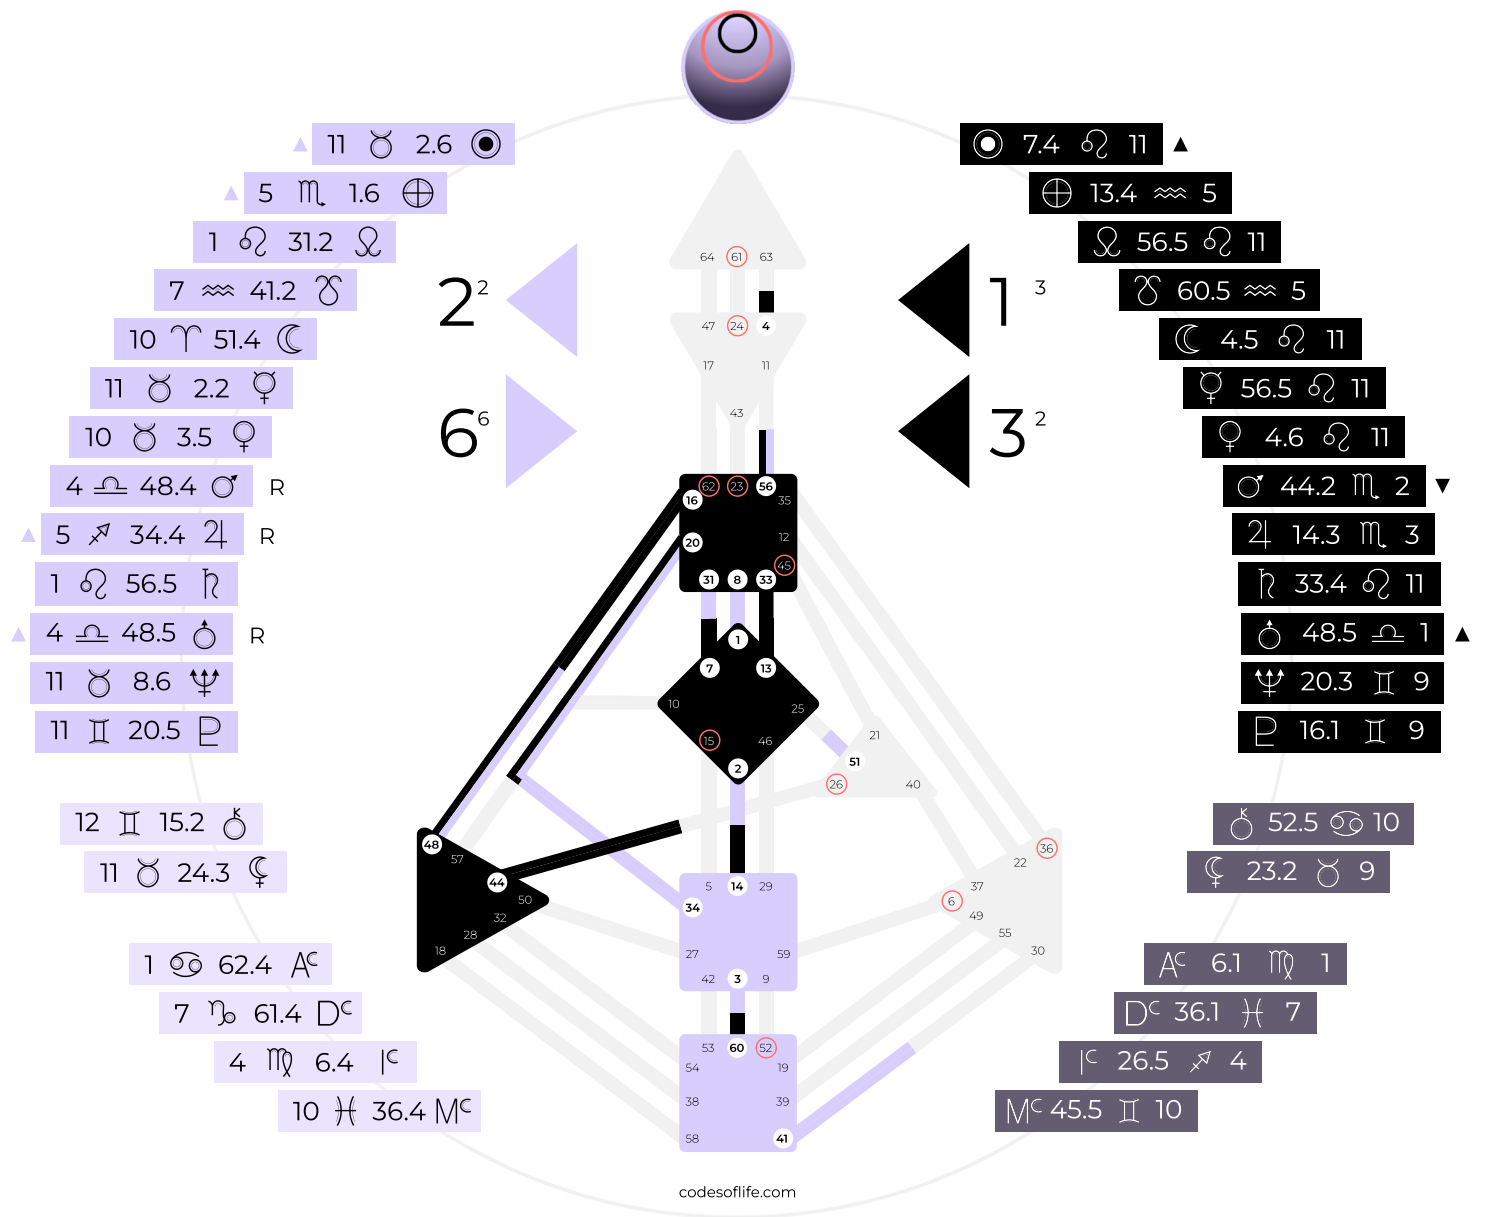 11 ♉ 2.6 ☉
☉ 7.4 ♌ 11
5 ♏ 1.6 ⊕
⊕ 13.4 ♒ 5
1 ♌ 31.2 ☊
☊ 56.5 ♌ 11
7 ♒ 41.2 ☋
☋ 60.5 ♒ 5
10 ♈ 51.4 ☾
☾ 4.5 ♌ 11
11 ♉ 2.2 ☿
☿ 56.5 ♌ 11
10 ♉ 3.5 ♀
♀ 4.6 ♌ 11
4 ♎ 48.4 ♂ R
♂ 44.2 ♏ 2
5 ♐ 34.4 ♃ R
♃ 14.3 ♏ 3
1 ♌ 56.5 ♄
♄ 33.4 ♌ 11
4 ♎ 48.5 ⛢ R
⛢ 48.5 ♎ 1
11 ♉ 8.6 ♆
♆ 20.3 ♊ 9
11 ♊ 20.5 ♇
♇ 16.1 ♊ 9
12 ♊ 15.2 ⚷
⚷ 52.5 ♋ 10
11 ♉ 24.3 ⚸
⚸ 23.2 ♉ 9
1 ♋ 62.4 AC
AC 6.1 ♍ 1
7 ♑ 61.4 DC
DC 36.1 ♓ 7
4 ♍ 6.4 IC
IC 26.5 ♐ 4
10 ♓ 36.4 MC
MC 45.5 ♊ 10
2 2
1 3
6 6
3 2
64 61 63
47 24 4
17 11
43
62 23 56
16 35
20 12
45
31 8 33
1
7 13
10 25
15 46
2
21
51
26 40
48
57
44
50
32
28
18
36
22
37
6
49
55
30
5 14 29
34
27 59
42 3 9
53 60 52
54 19
38 39
58 41
codesoflife.com